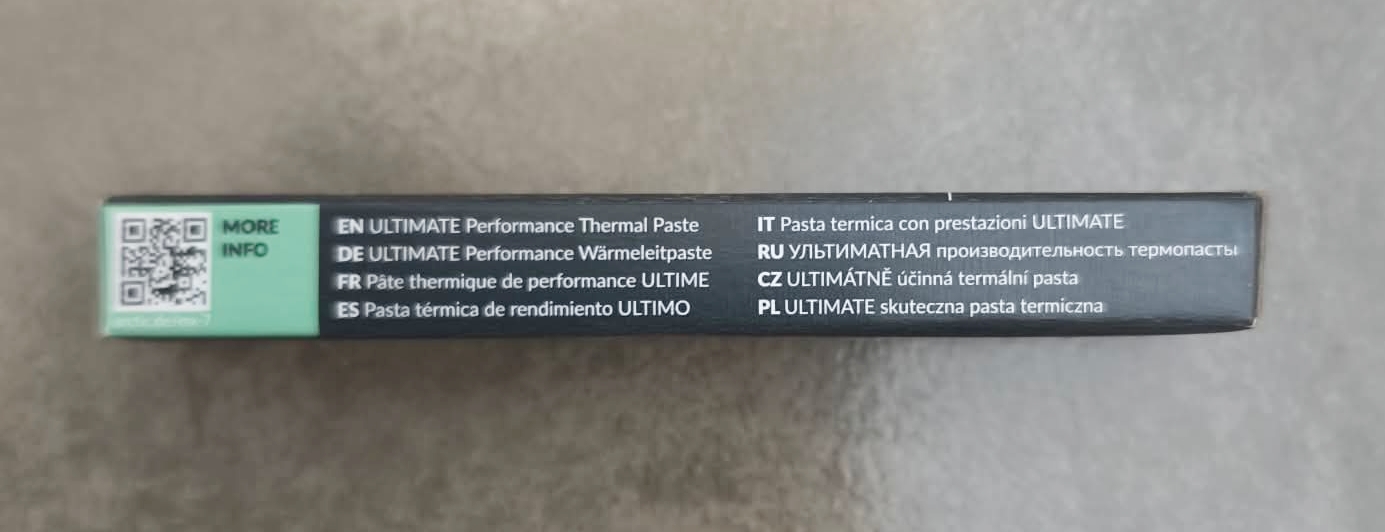 MORE
INFO
EN ULTIMATE Performance Thermal Paste
DE ULTIMATE Performance Wärmeleitpaste
FR Pâte thermique de performance ULTIME
ES Pasta térmica de rendimiento ULTIMO
IT Pasta termica con prestazioni ULTIMATE
RU УЛЬТИМАТНАЯ производительность термопасты
CZ ULTIMÁTNĚ účinná termální pasta
PL ULTIMATE skuteczna pasta termiczna